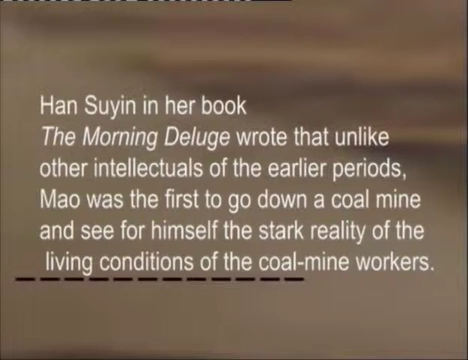 Han Suyin in her book
The Morning Deluge wrote that unlike
other intellectuals of the earlier periods,
Mao was the first to go down a coal mine
and see for himself the stark reality of the
living conditions of the coal-mine workers.